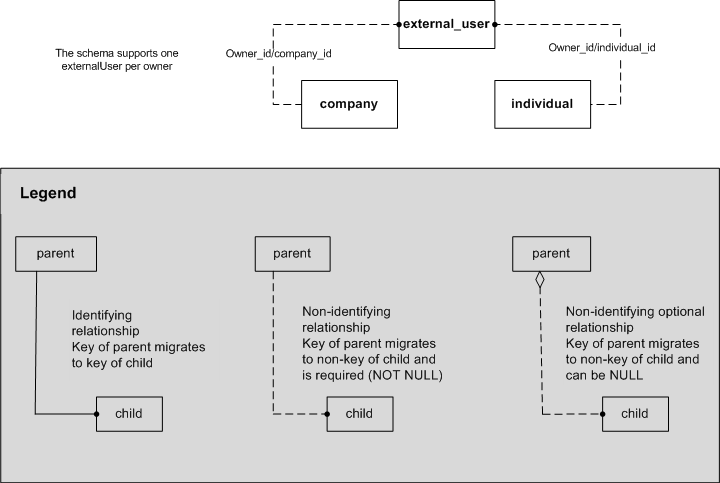 external_user
The schema supports one
externalUser per owner
Owner_id/company_id
Owner_id/individual_id
company
individual
Legend
parent
Identifying
relationship
Key of parent migrates
to key of child
child
parent
Non-identifying
relationship
Key of parent migrates
to non-key of child and
is required (NOT NULL)
child
parent
Non-identifying optional
relationship
Key of parent migrates
to non-key of child and
can be NULL
child